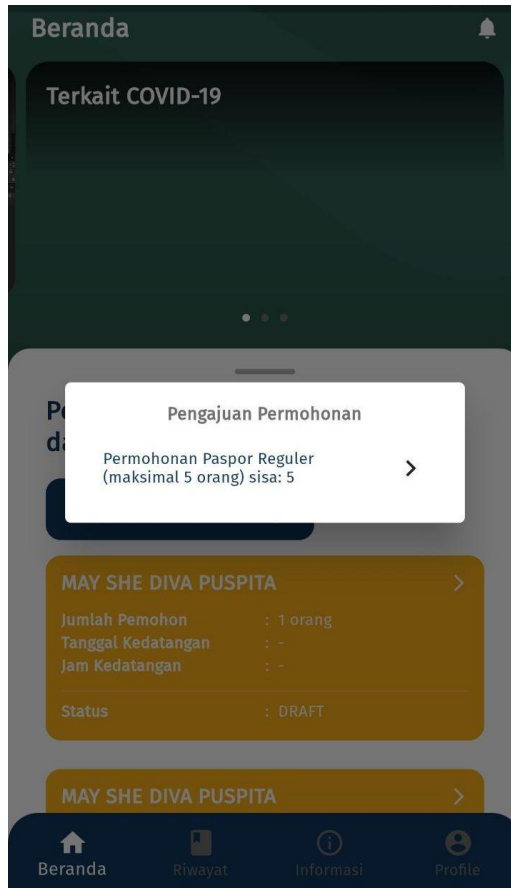 Beranda
Terkait COVID-19
Pengajuan Permohonan
Permohonan Paspor Reguler
(maksimal 5 orang) sisa: 5
MAY SHE DIVA PUSPITA
Jumlah Pemohon : 1 orang
Tanggal Kedatangan : -
Jam Kedatangan : -
Status : DRAFT
MAY SHE DIVA PUSPITA
Beranda Riwayat Informasi Profile